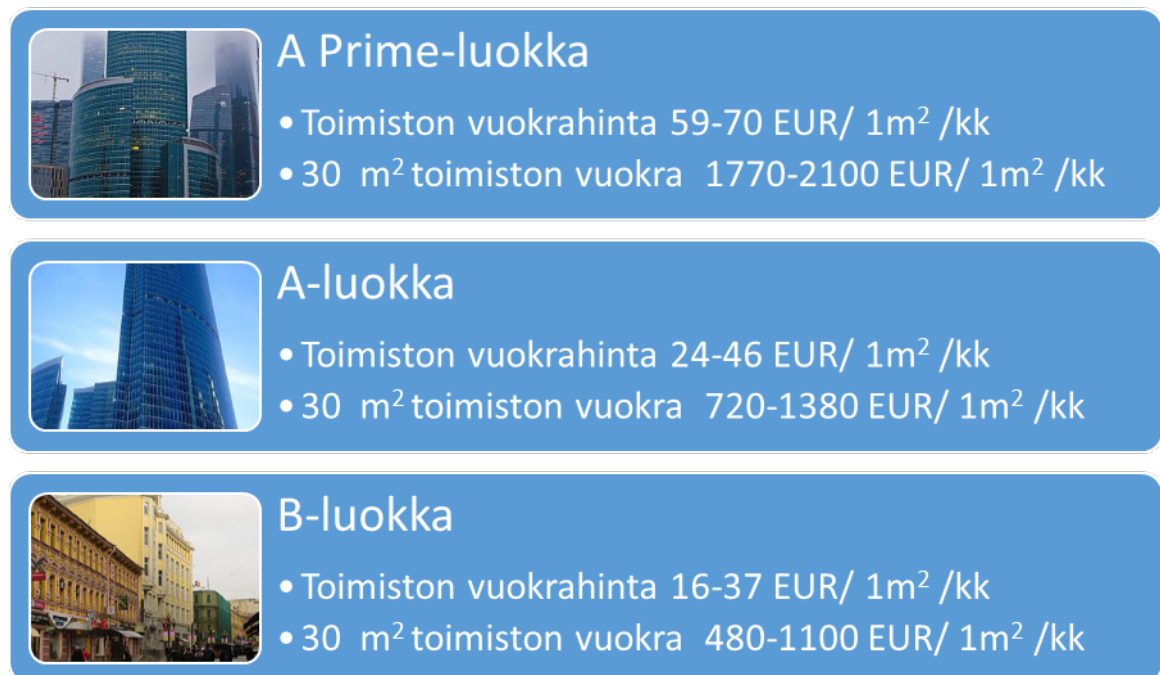 A Prime-luokka
• Toimiston vuokrahinta 59-70 EUR/ 1m² /kk
• 30 m² toimiston vuokra 1770-2100 EUR/ 1m² /kk
A-luokka
• Toimiston vuokrahinta 24-46 EUR/ 1m² /kk
• 30 m² toimiston vuokra 720-1380 EUR/ 1m² /kk
B-luokka
• Toimiston vuokrahinta 16-37 EUR/ 1m² /kk
• 30 m² toimiston vuokra 480-1100 EUR/ 1m² /kk